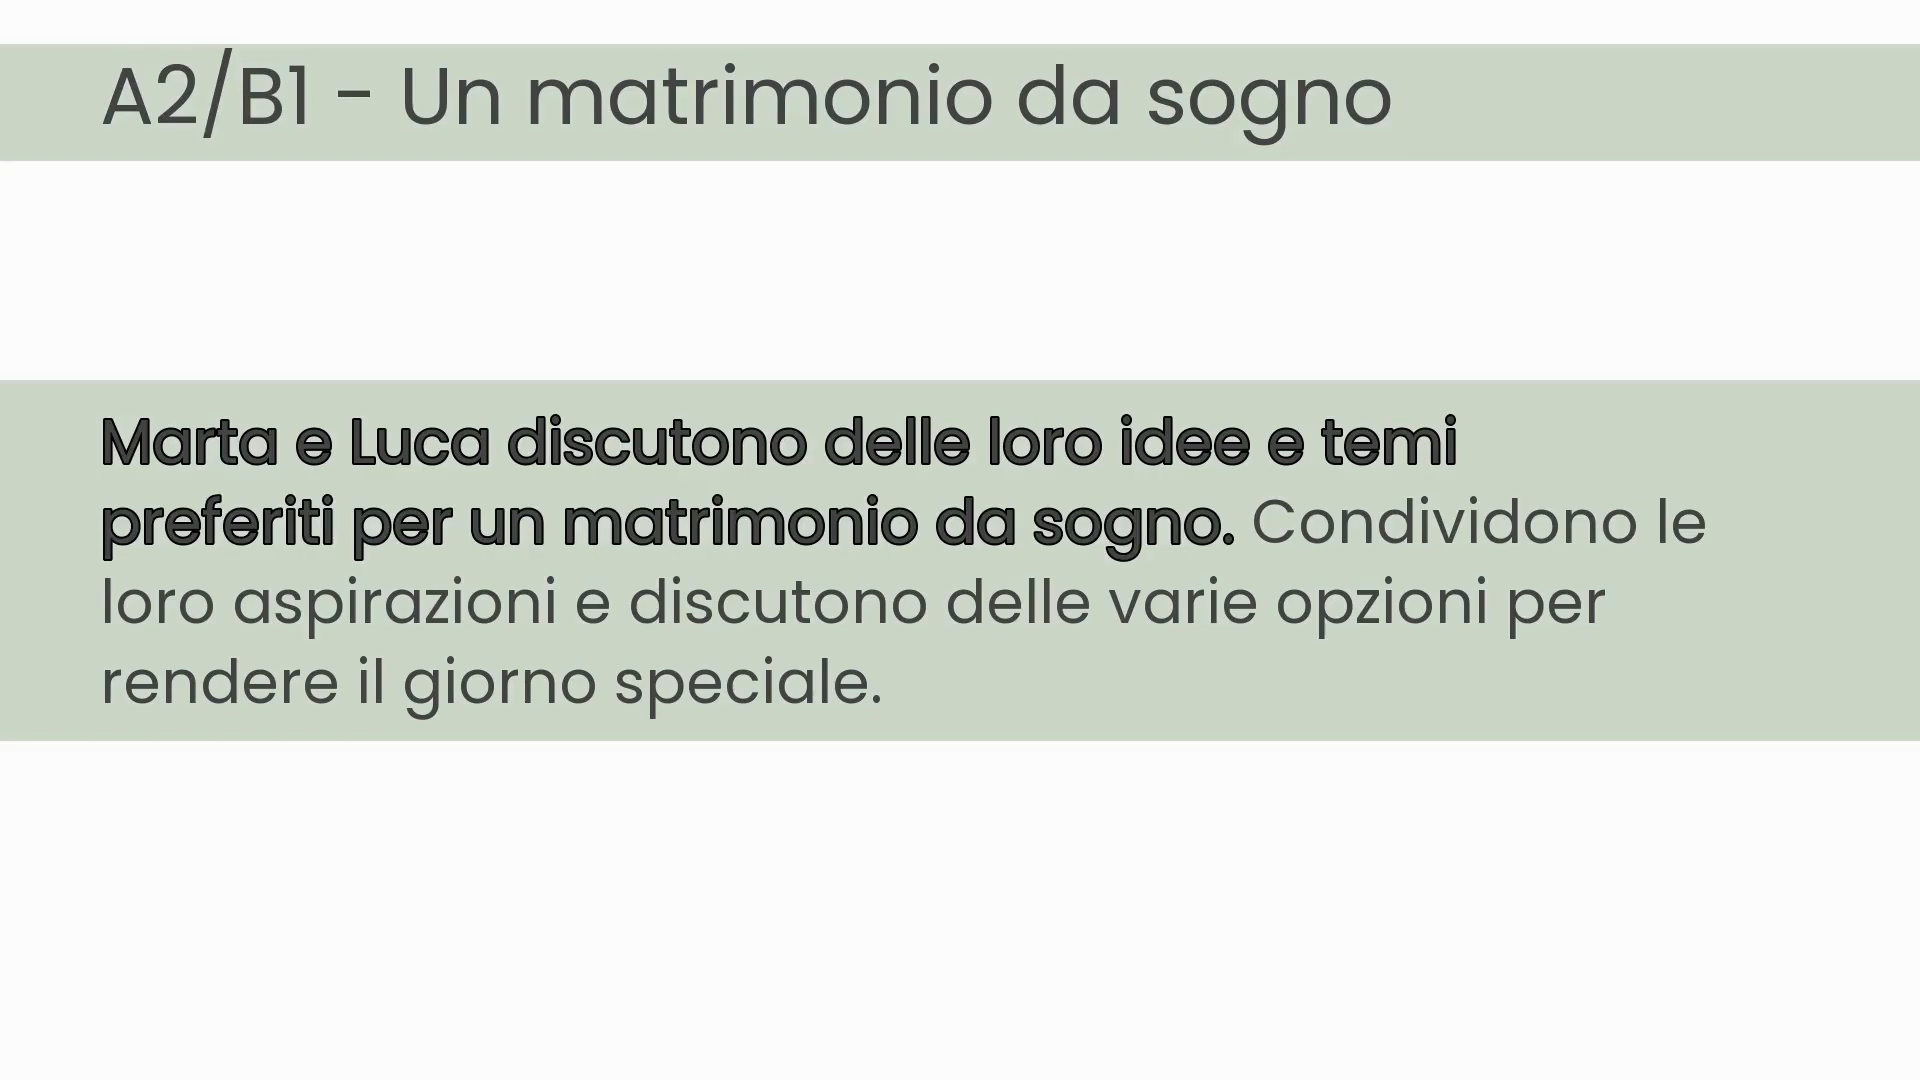 A2/B1 - Un matrimonio da sogno
Marta e Luca discutono delle loro idee e temi
preferiti per un matrimonio da sogno. Condividono le
loro aspirazioni e discutono delle varie opzioni per
rendere il giorno speciale.